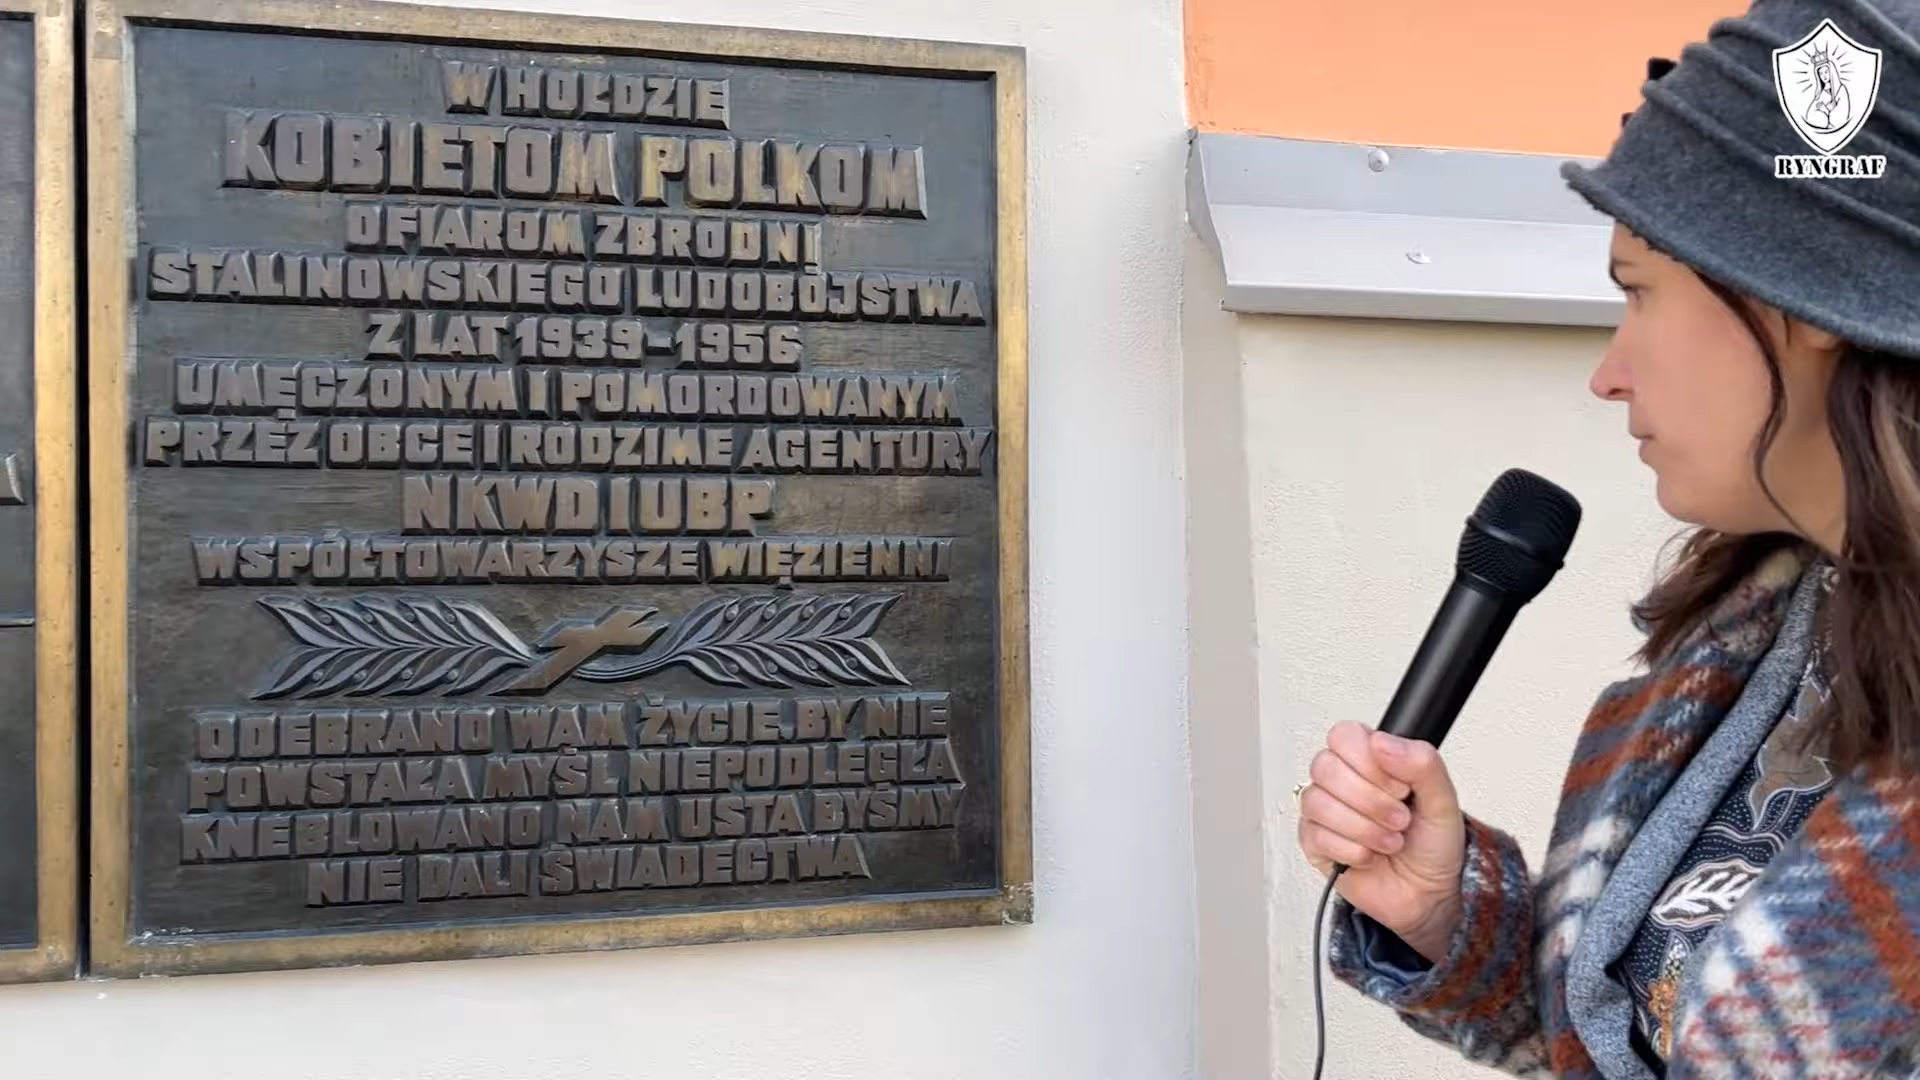 W HOŁDZIE
KOBIETOM POLKOM
OFIAROM ZBRODNI
STALINOWSKIEGO LUDOBÓJSTWA
Z LAT 1939-1956
UMĘCZONYM I POMORDOWANYM
PRZEZ OBCE I RODZIME AGENTURY
NKWD I UBP
WSPÓŁTOWARZYSZE WIĘZIENNI
ODEBRANO WAM ŻYCIE, BY NIE
POWSTAŁA MYŚL NIEPODLEGŁA
KNEBLOWANO NAM USTA BYŚMY
NIE DALI ŚWIADECTWA
RYNGRAF